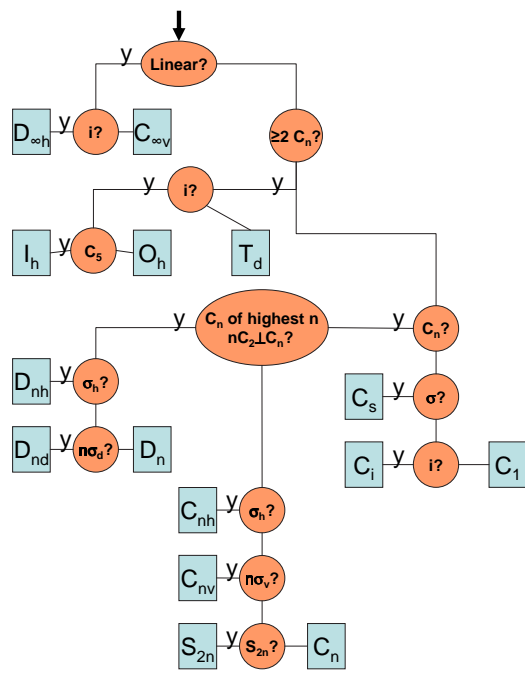 y
Linear?
D∞h
y
i?
C∞v
≥2 Cn?
y
i?
y
Ih
y
C5
Oh
Td
y
Cn of highest n
nC2⊥Cn?
y
Cn?
Dnh
y
σh?
Cs
y
σ?
Dnd
y
nσd?
Dn
Ci
y
i?
C1
Cnh
y
σh?
Cnv
y
nσv?
S2n
y
S2n?
Cn